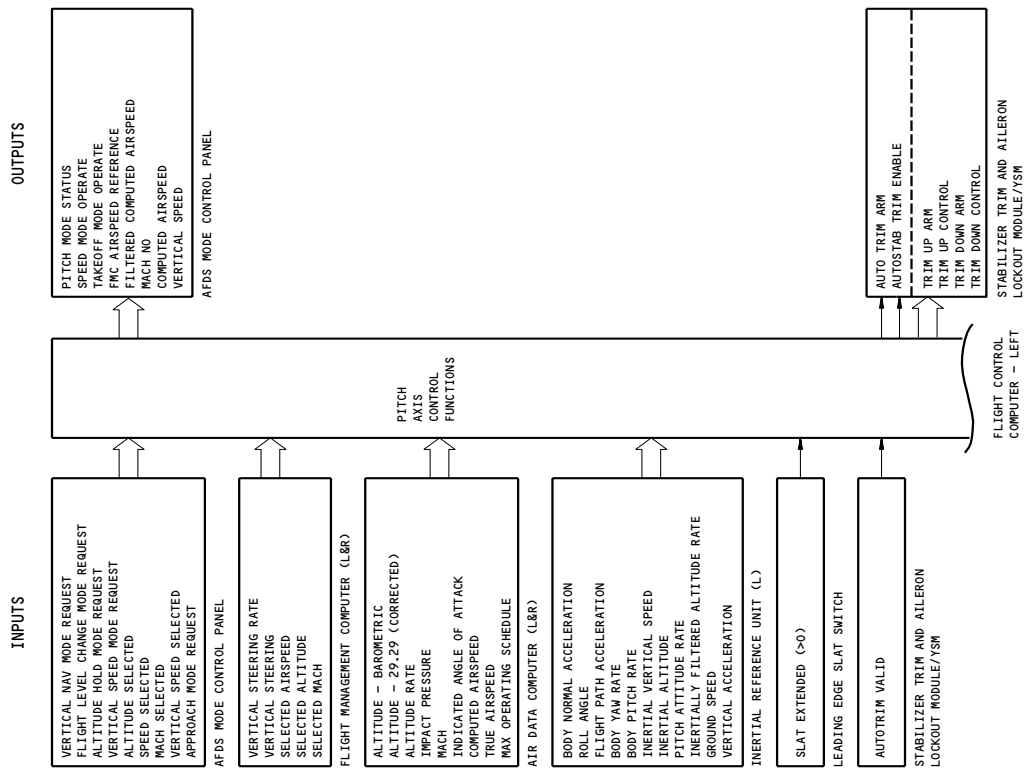 INPUTS
VERTICAL NAV MODE REQUEST
FLIGHT LEVEL CHANGE MODE REQUEST
ALTITUDE HOLD MODE REQUEST
VERTICAL SPEED MODE REQUEST
ALTITUDE SELECTED
SPEED SELECTED
MACH SELECTED
VERTICAL SPEED SELECTED
APPROACH MODE REQUEST
AFDS MODE CONTROL PANEL
VERTICAL STEERING RATE
VERTICAL STEERING
SELECTED AIRSPEED
SELECTED ALTITUDE
SELECTED MACH
FLIGHT MANAGEMENT COMPUTER (L&R)
ALTITUDE – BAROMETRIC
ALTITUDE – 29.29 (CORRECTED)
ALTITUDE RATE
IMPACT PRESSURE
MACH
INDICATED ANGLE OF ATTACK
COMPUTED AIRSPEED
TRUE AIRSPEED
MAX OPERATING SCHEDULE
AIR DATA COMPUTER (L&R)
BODY NORMAL ACCELERATION
ROLL ANGLE
FLIGHT PATH ACCELERATION
BODY YAW RATE
BODY PITCH RATE
INERTIAL VERTICAL SPEED
INERTIAL ALTITUDE
PITCH ATTITUDE RATE
INERTIALLY FILTERED ALTITUDE RATE
GROUND SPEED
VERTICAL ACCELERATION
INERTIAL REFERENCE UNIT (L)
SLAT EXTENDED (>0)
LEADING EDGE SLAT SWITCH
AUTOTRIM VALID
STABILIZER TRIM AND AILERON
LOCKOUT MODULE/YSM
PITCH
AXIS
CONTROL
FUNCTIONS
FLIGHT CONTROL
COMPUTER – LEFT
OUTPUTS
PITCH MODE STATUS
SPEED MODE OPERATE
TAKEOFF MODE OPERATE
FMC AIRSPEED REFERENCE
FILTERED COMPUTED AIRSPEED
MACH NO
COMPUTED AIRSPEED
VERTICAL SPEED
AFDS MODE CONTROL PANEL
AUTO TRIM ARM
AUTOSTAB TRIM ENABLE
TRIM UP ARM
TRIM UP CONTROL
TRIM DOWN ARM
TRIM DOWN CONTROL
STABILIZER TRIM AND AILERON
LOCKOUT MODULE/YSM